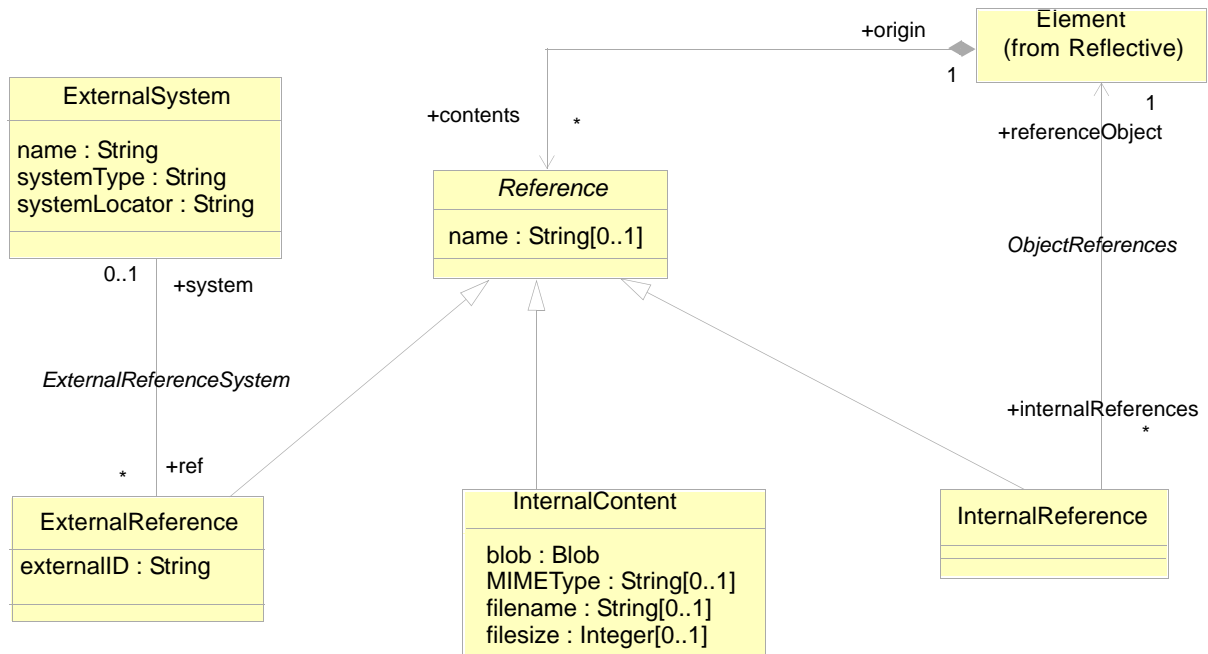 Element
(from Reflective)
+origin
1
1
+referenceObject
ExternalSystem
name : String
systemType : String
systemLocator : String
+contents
*
Reference
name : String[0..1]
ObjectReferences
0..1
+system
ExternalReferenceSystem
+internalReferences
*
*
+ref
ExternalReference
externalID : String
InternalContent
blob : Blob
MIMEType : String[0..1]
filename : String[0..1]
filesize : Integer[0..1]
InternalReference